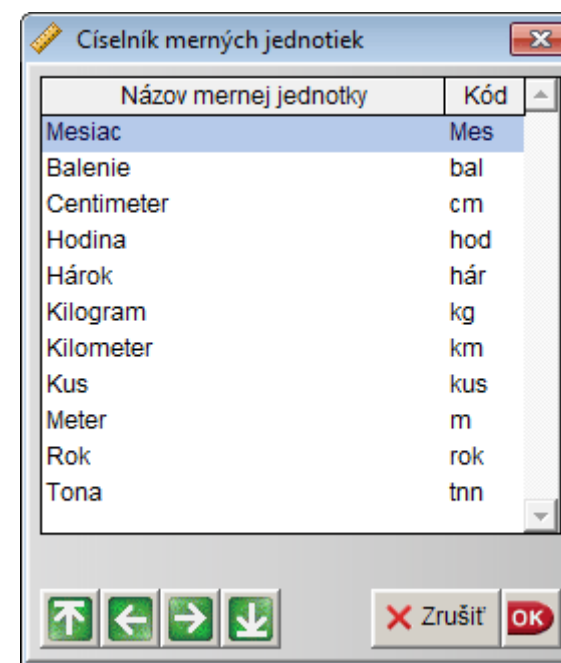 Císelník merných jednotiek
Názov mernej jednotky Kód
Mesiac Mes
Balenie bal
Centimeter cm
Hodina hod
Hárok hár
Kilogram kg
Kilometer km
Kus kus
Meter m
Rok rok
Tona tnn
Zrušiť OK